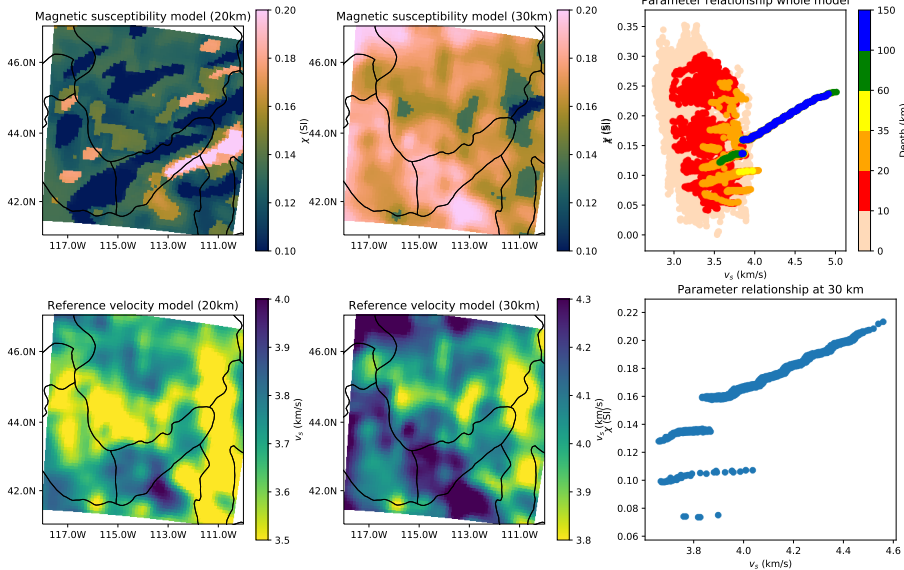 Magnetic susceptibility model (20km)
46.0N
44.0N
42.0N
117.0W 115.0W 113.0W 111.0W
0.20
0.18
0.16
0.14
0.12
0.10
χ (SI)
Magnetic susceptibility model (30km)
46.0N
44.0N
42.0N
117.0W 115.0W 113.0W 111.0W
0.20
0.18
0.16
0.14
0.12
0.10
Parameter relationship whole model
0.35
0.30
0.25
0.20
0.15
0.10
0.05
0.00
3.0 3.5 4.0 4.5 5.0
vs (km/s)
150
100
60
35
20
10
0
Depth (km)
Reference velocity model (20km)
46.0N
44.0N
42.0N
117.0W 115.0W 113.0W 111.0W
4.0
3.9
3.8
3.7
3.6
3.5
vs (km/s)
Reference velocity model (30km)
46.0N
44.0N
42.0N
117.0W 115.0W 113.0W 111.0W
4.3
4.2
4.1
4.0
3.9
3.8
vs (km/s)
Parameter relationship at 30 km
χ (SI)
0.22
0.20
0.18
0.16
0.14
0.12
0.10
0.08
0.06
3.8 4.0 4.2 4.4 4.6
vs (km/s)